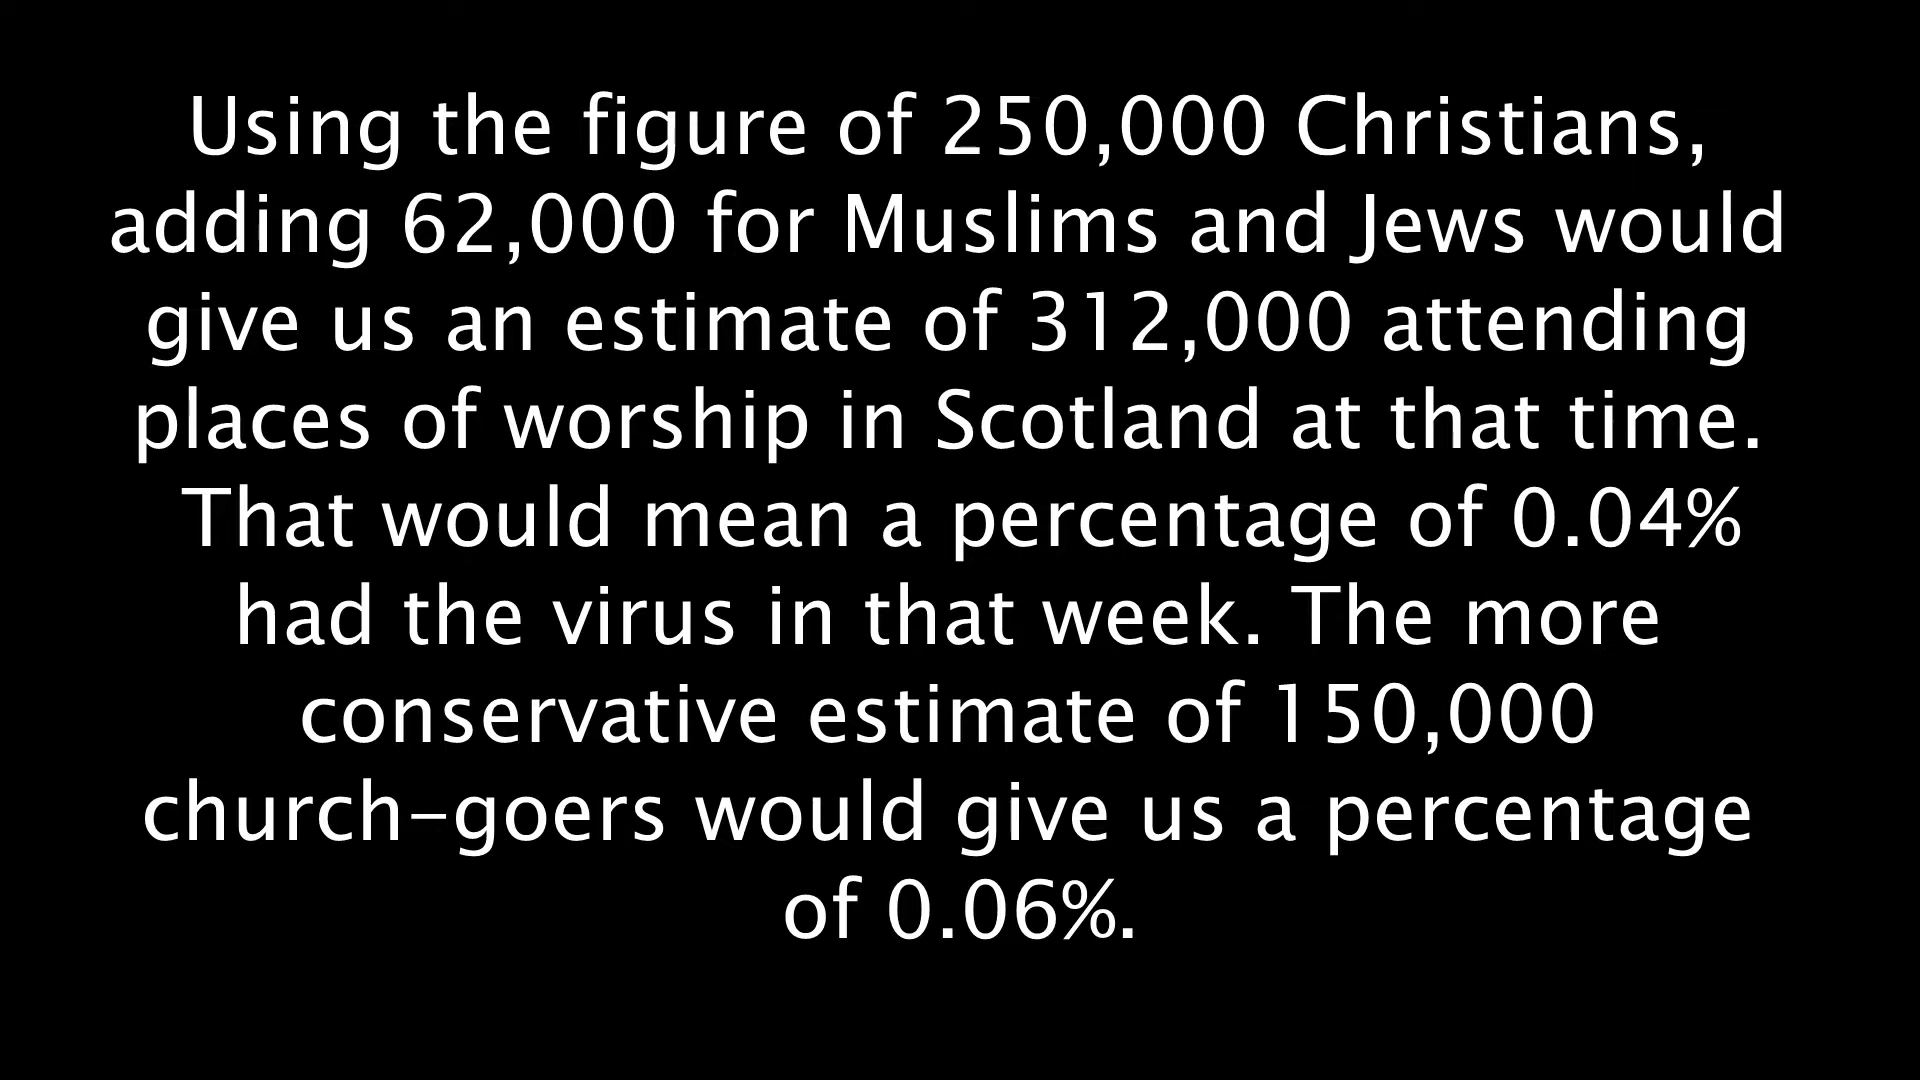 Using the figure of 250,000 Christians,
adding 62,000 for Muslims and Jews would
give us an estimate of 312,000 attending
places of worship in Scotland at that time.
That would mean a percentage of 0.04%
had the virus in that week. The more
conservative estimate of 150,000
church-goers would give us a percentage
of 0.06%.